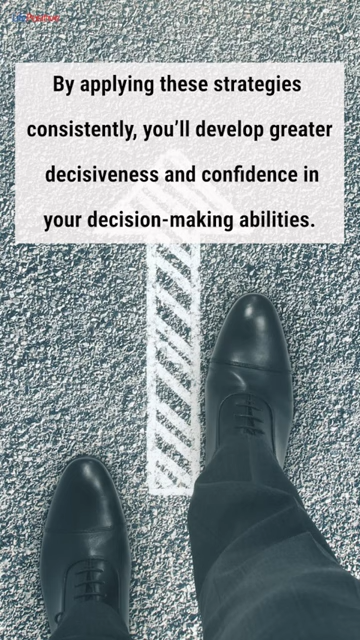 By applying these strategies
consistently, you’ll develop greater
decisiveness and confidence in
your decision-making abilities.